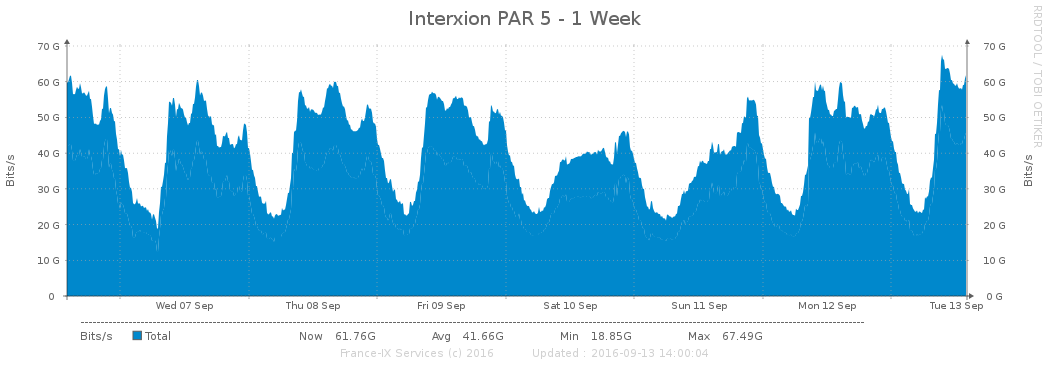 Interxion PAR 5 - 1 Week
RRDTOOL / TOBI OETIKER
Bits/s
70 G
60 G
50 G
40 G
30 G
20 G
10 G
0
70 G
60 G
50 G
40 G
30 G
20 G
10 G
0 G
Bits/s
Wed 07 Sep Thu 08 Sep Fri 09 Sep Sat 10 Sep Sun 11 Sep Mon 12 Sep Tue 13 Sep
Bits/s Total Now 61.76G Avg 41.66G Min 18.85G Max 67.49G
France-IX Services (c) 2016 Updated : 2016-09-13 14:00:04